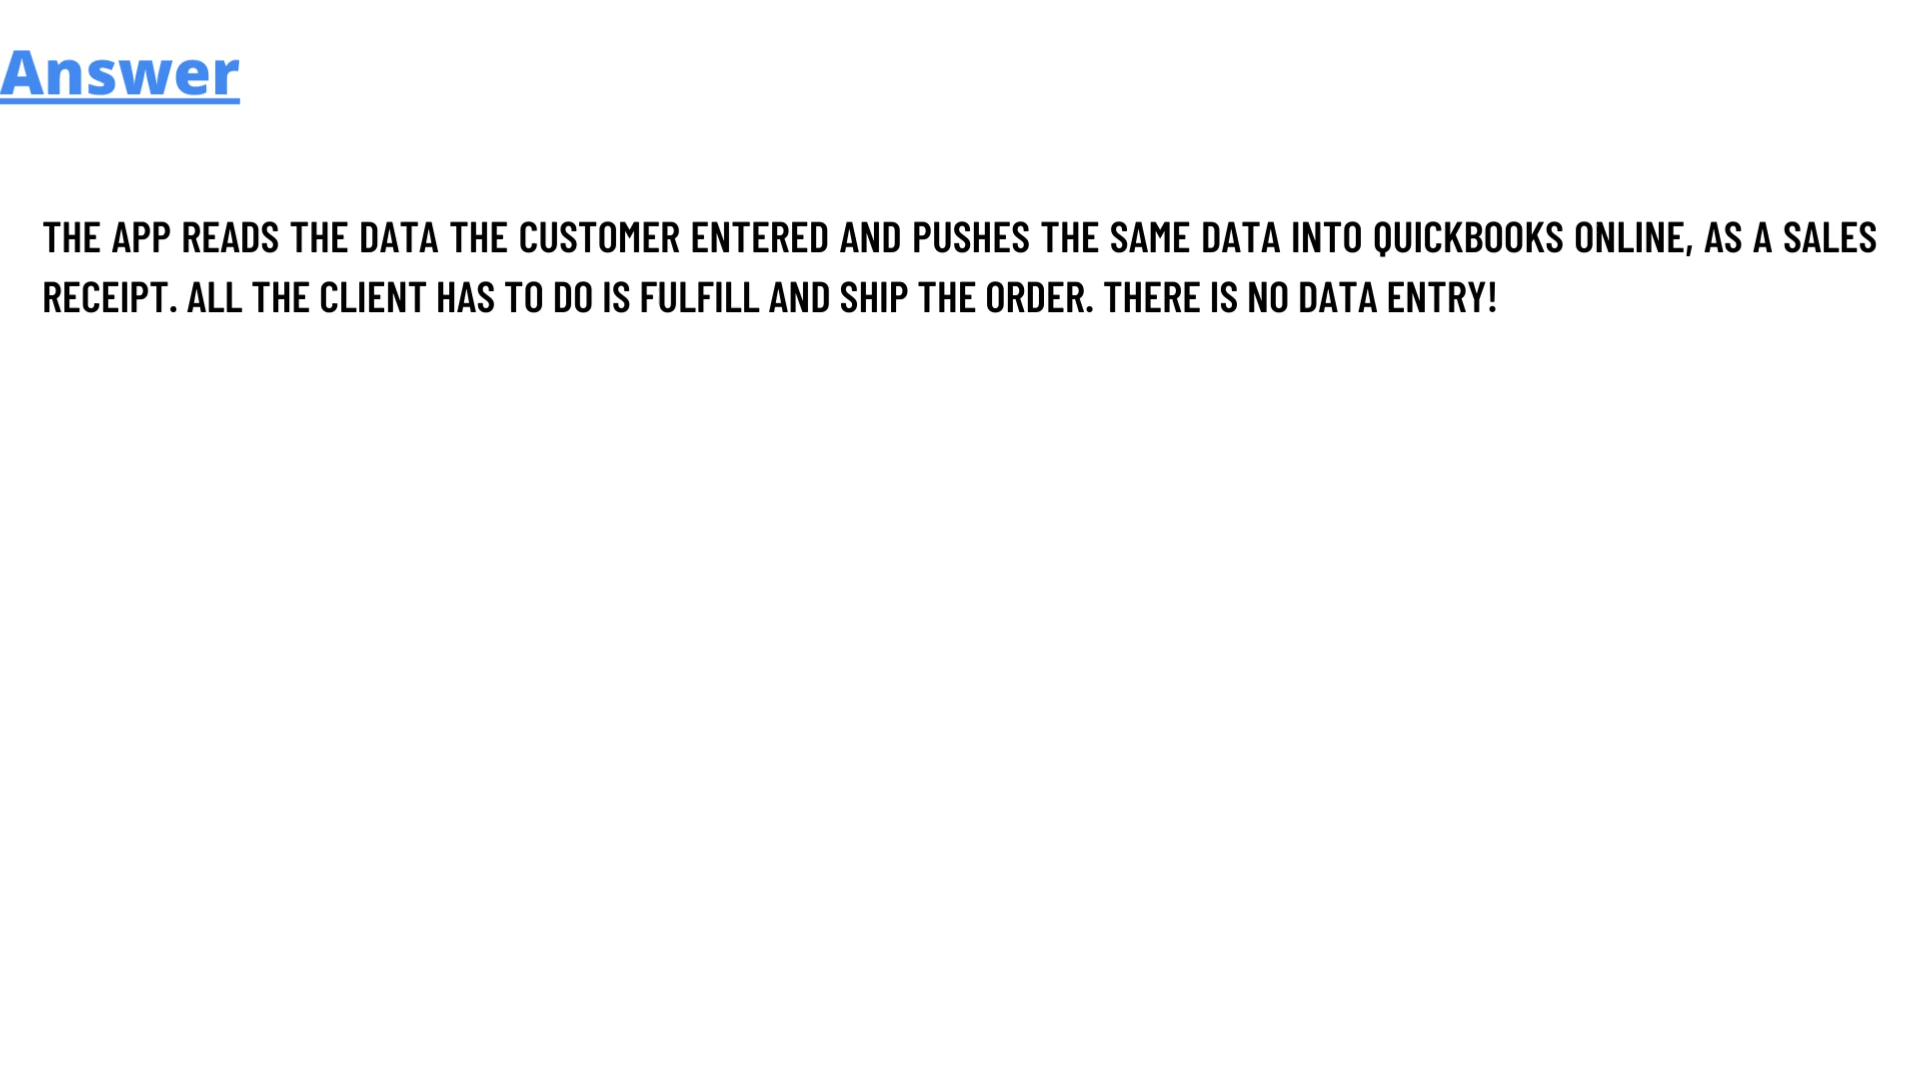 Answer
THE APP READS THE DATA THE CUSTOMER ENTERED AND PUSHES THE SAME DATA INTO QUICKBOOKS ONLINE, AS A SALES
RECEIPT. ALL THE CLIENT HAS TO DO IS FULFILL AND SHIP THE ORDER. THERE IS NO DATA ENTRY!